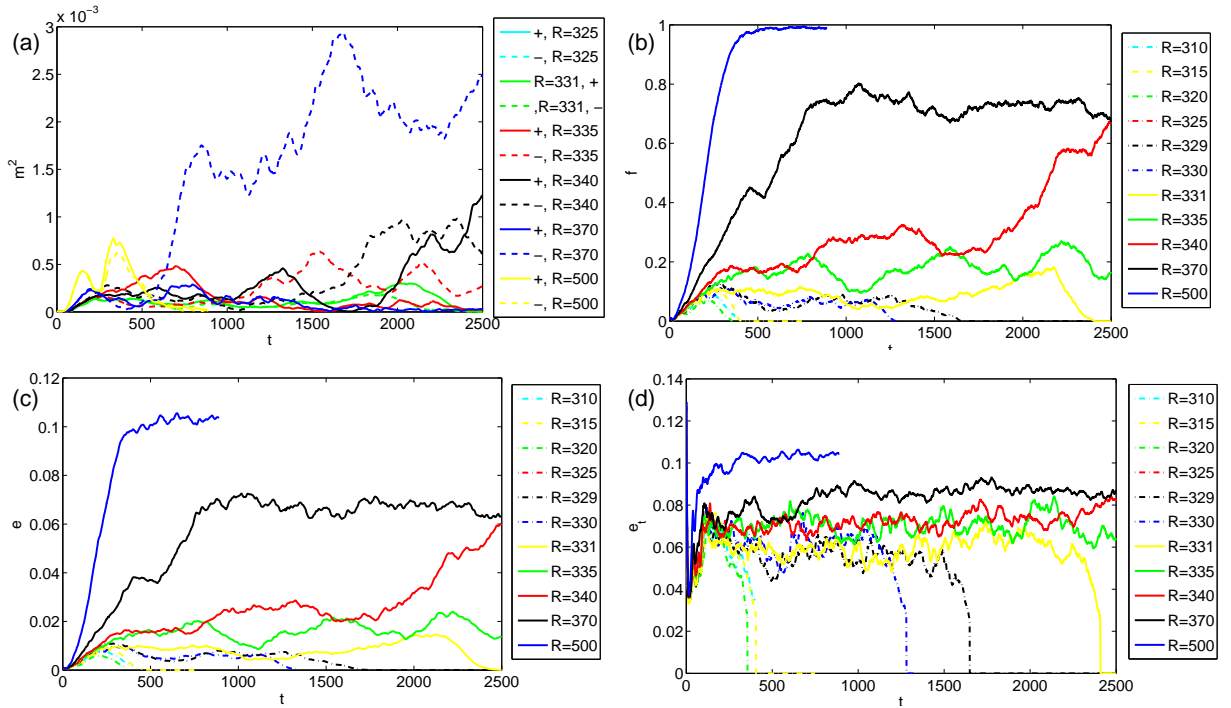 (a)
x 10⁻³
3
2.5
2
1.5
1
0.5
0
m²
0 500 1000 1500 2000 2500
t
+, R=325
−, R=325
R=331, +
,R=331, −
+, R=335
−, R=335
+, R=340
−, R=340
+, R=370
−, R=370
+, R=500
−, R=500
(b)
1
0.8
0.6
0.4
0.2
0
f
0 500 1000 1500 2000 2500
R=310
R=315
R=320
R=325
R=329
R=330
R=331
R=335
R=340
R=370
R=500
(c)
0.12
0.1
0.08
0.06
0.04
0.02
0
e
0 500 1000 1500 2000 2500
t
R=310
R=315
R=320
R=325
R=329
R=330
R=331
R=335
R=340
R=370
R=500
(d)
0.14
0.12
0.1
0.08
0.06
0.04
0.02
0
e_t
0 500 1000 1500 2000 2500
t
R=310
R=315
R=320
R=325
R=329
R=330
R=331
R=335
R=340
R=370
R=500